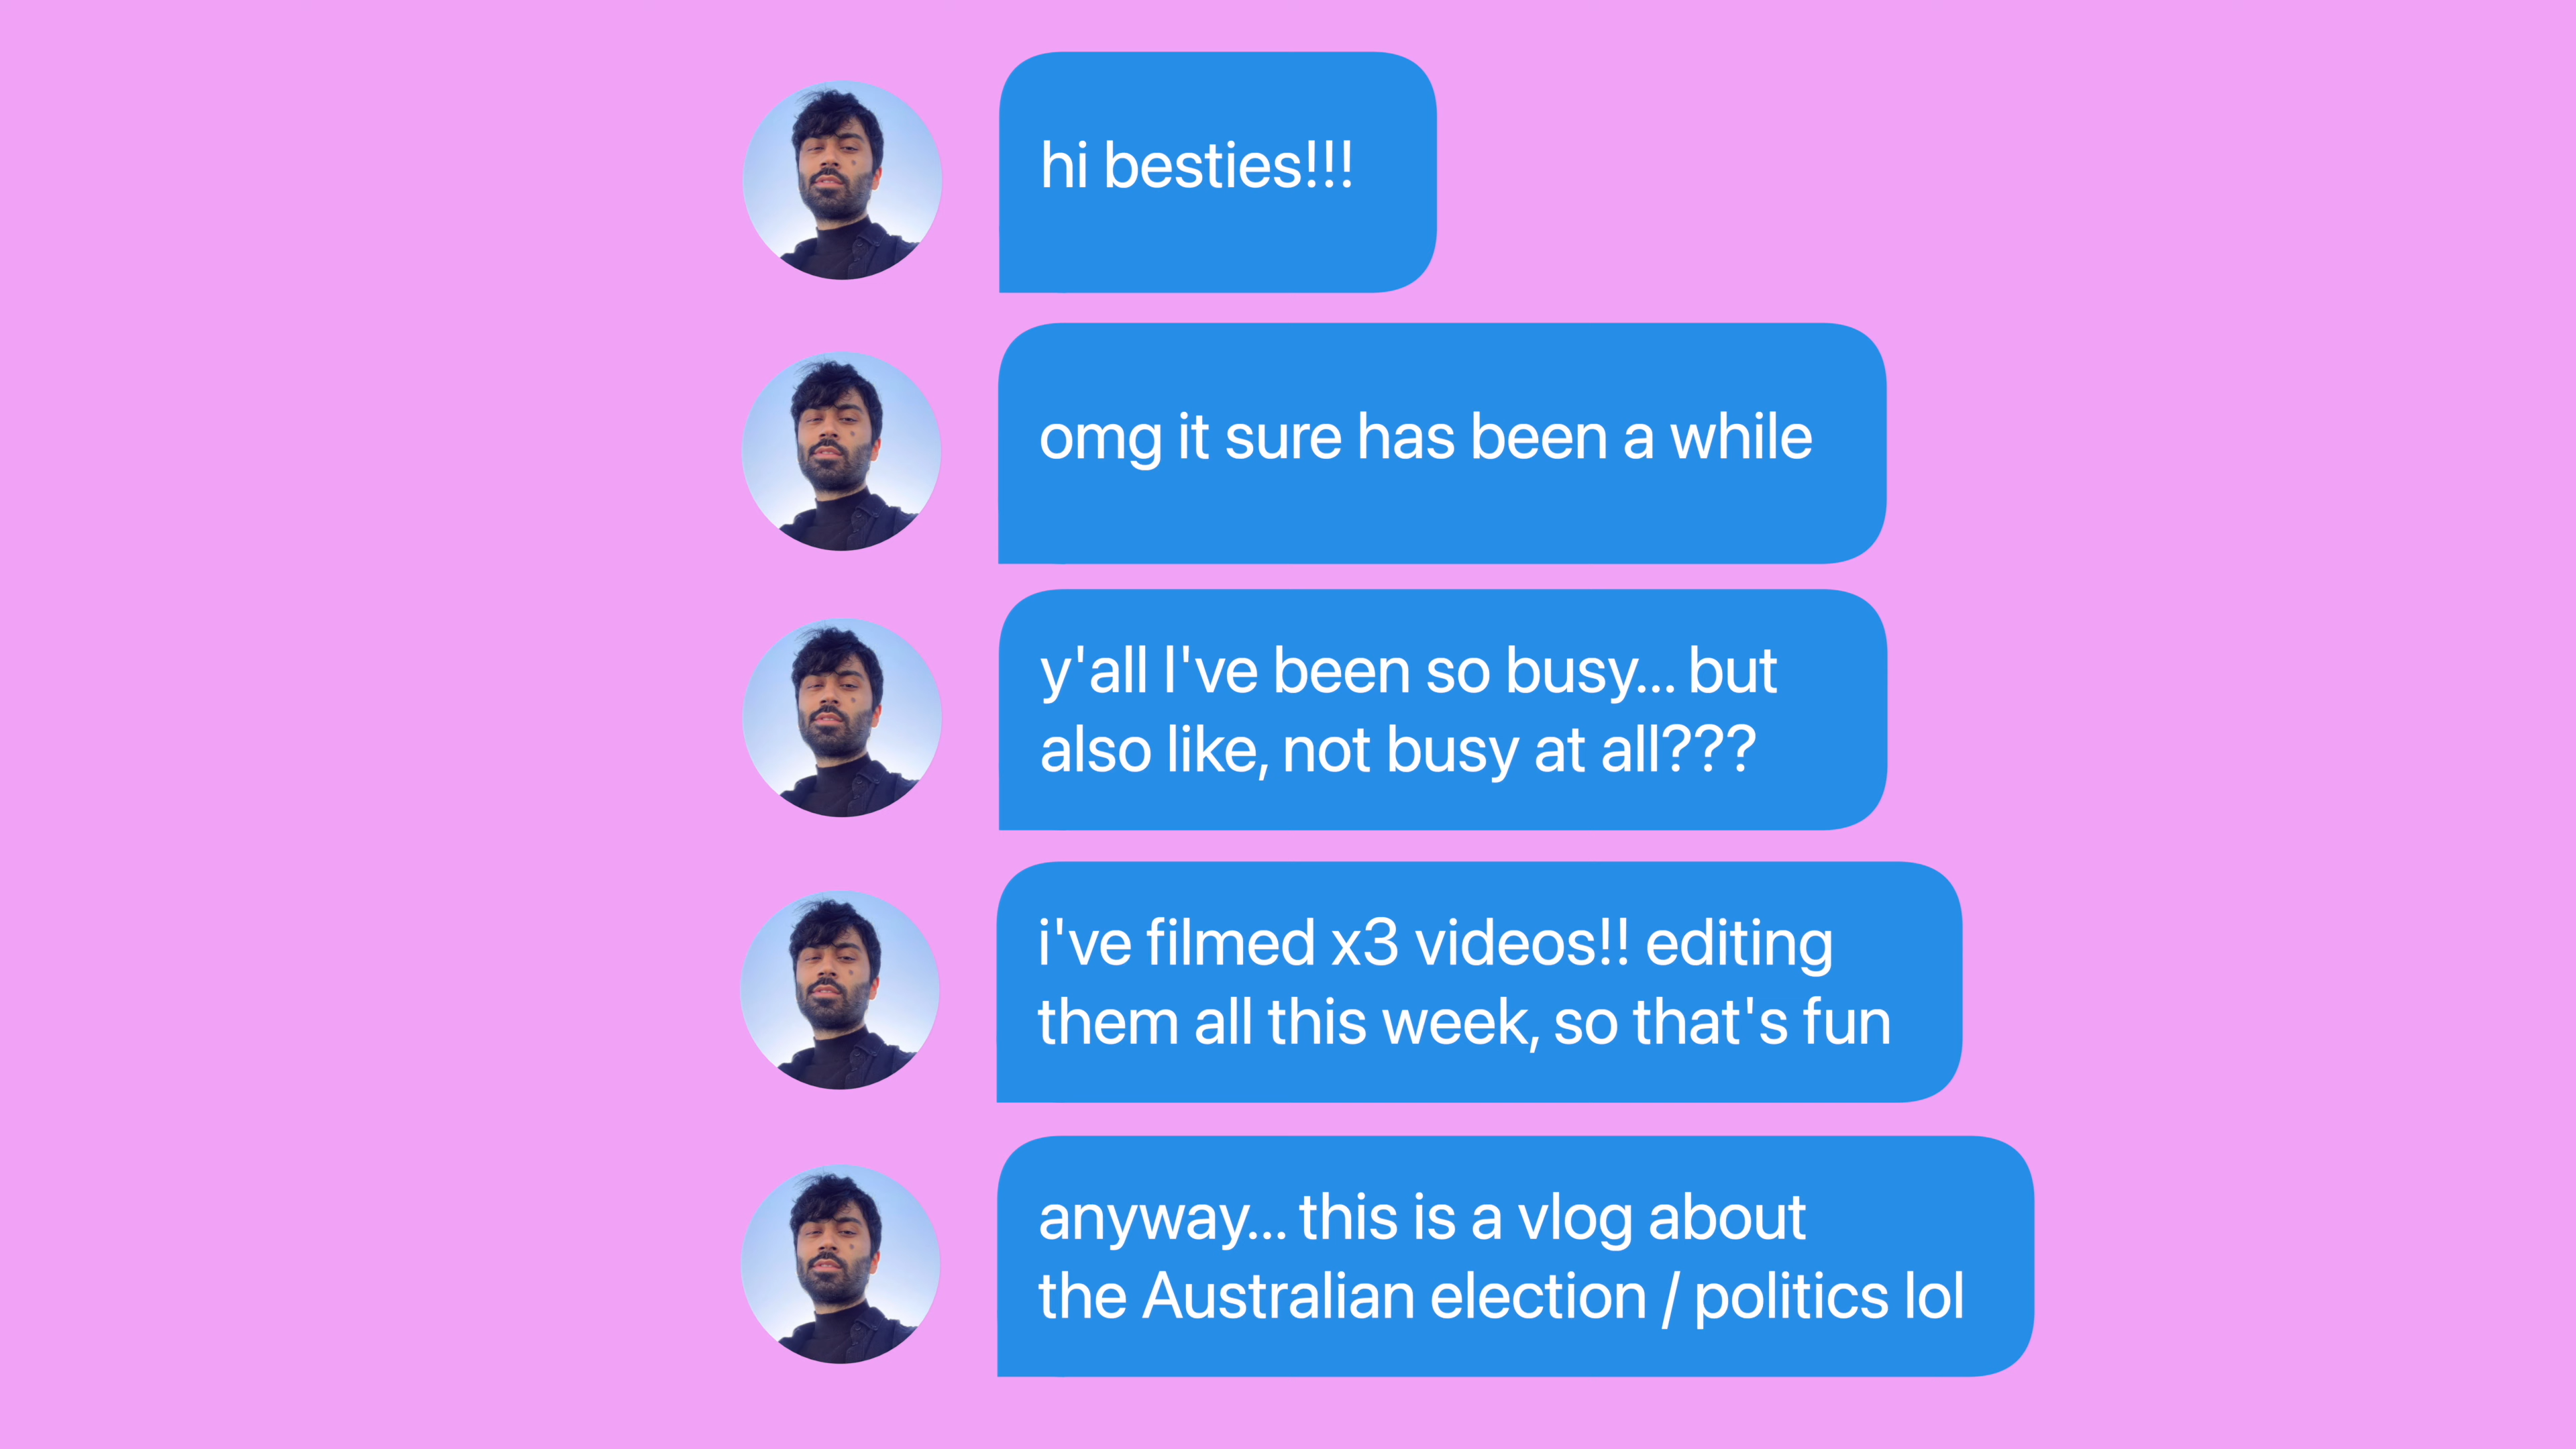 hi besties!!!
omg it sure has been a while
y'all I've been so busy... but
also like, not busy at all???
i've filmed x3 videos!! editing
them all this week, so that's fun
anyway... this is a vlog about
the Australian election / politics lol